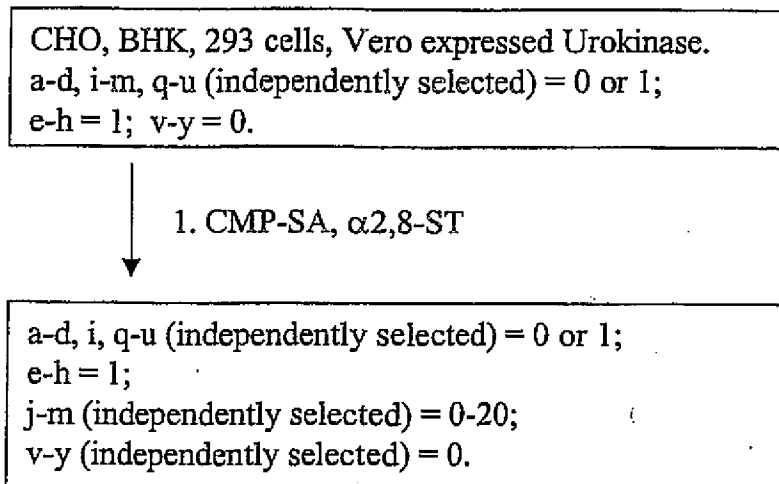 CHO, BHK, 293 cells, Vero expressed Urokinase.
a-d, i-m, q-u (independently selected) = 0 or 1;
e-h = 1; v-y = 0.
1. CMP-SA, α2,8-ST
a-d, i, q-u (independently selected) = 0 or 1;
e-h = 1;
j-m (independently selected) = 0-20;
v-y (independently selected) = 0.